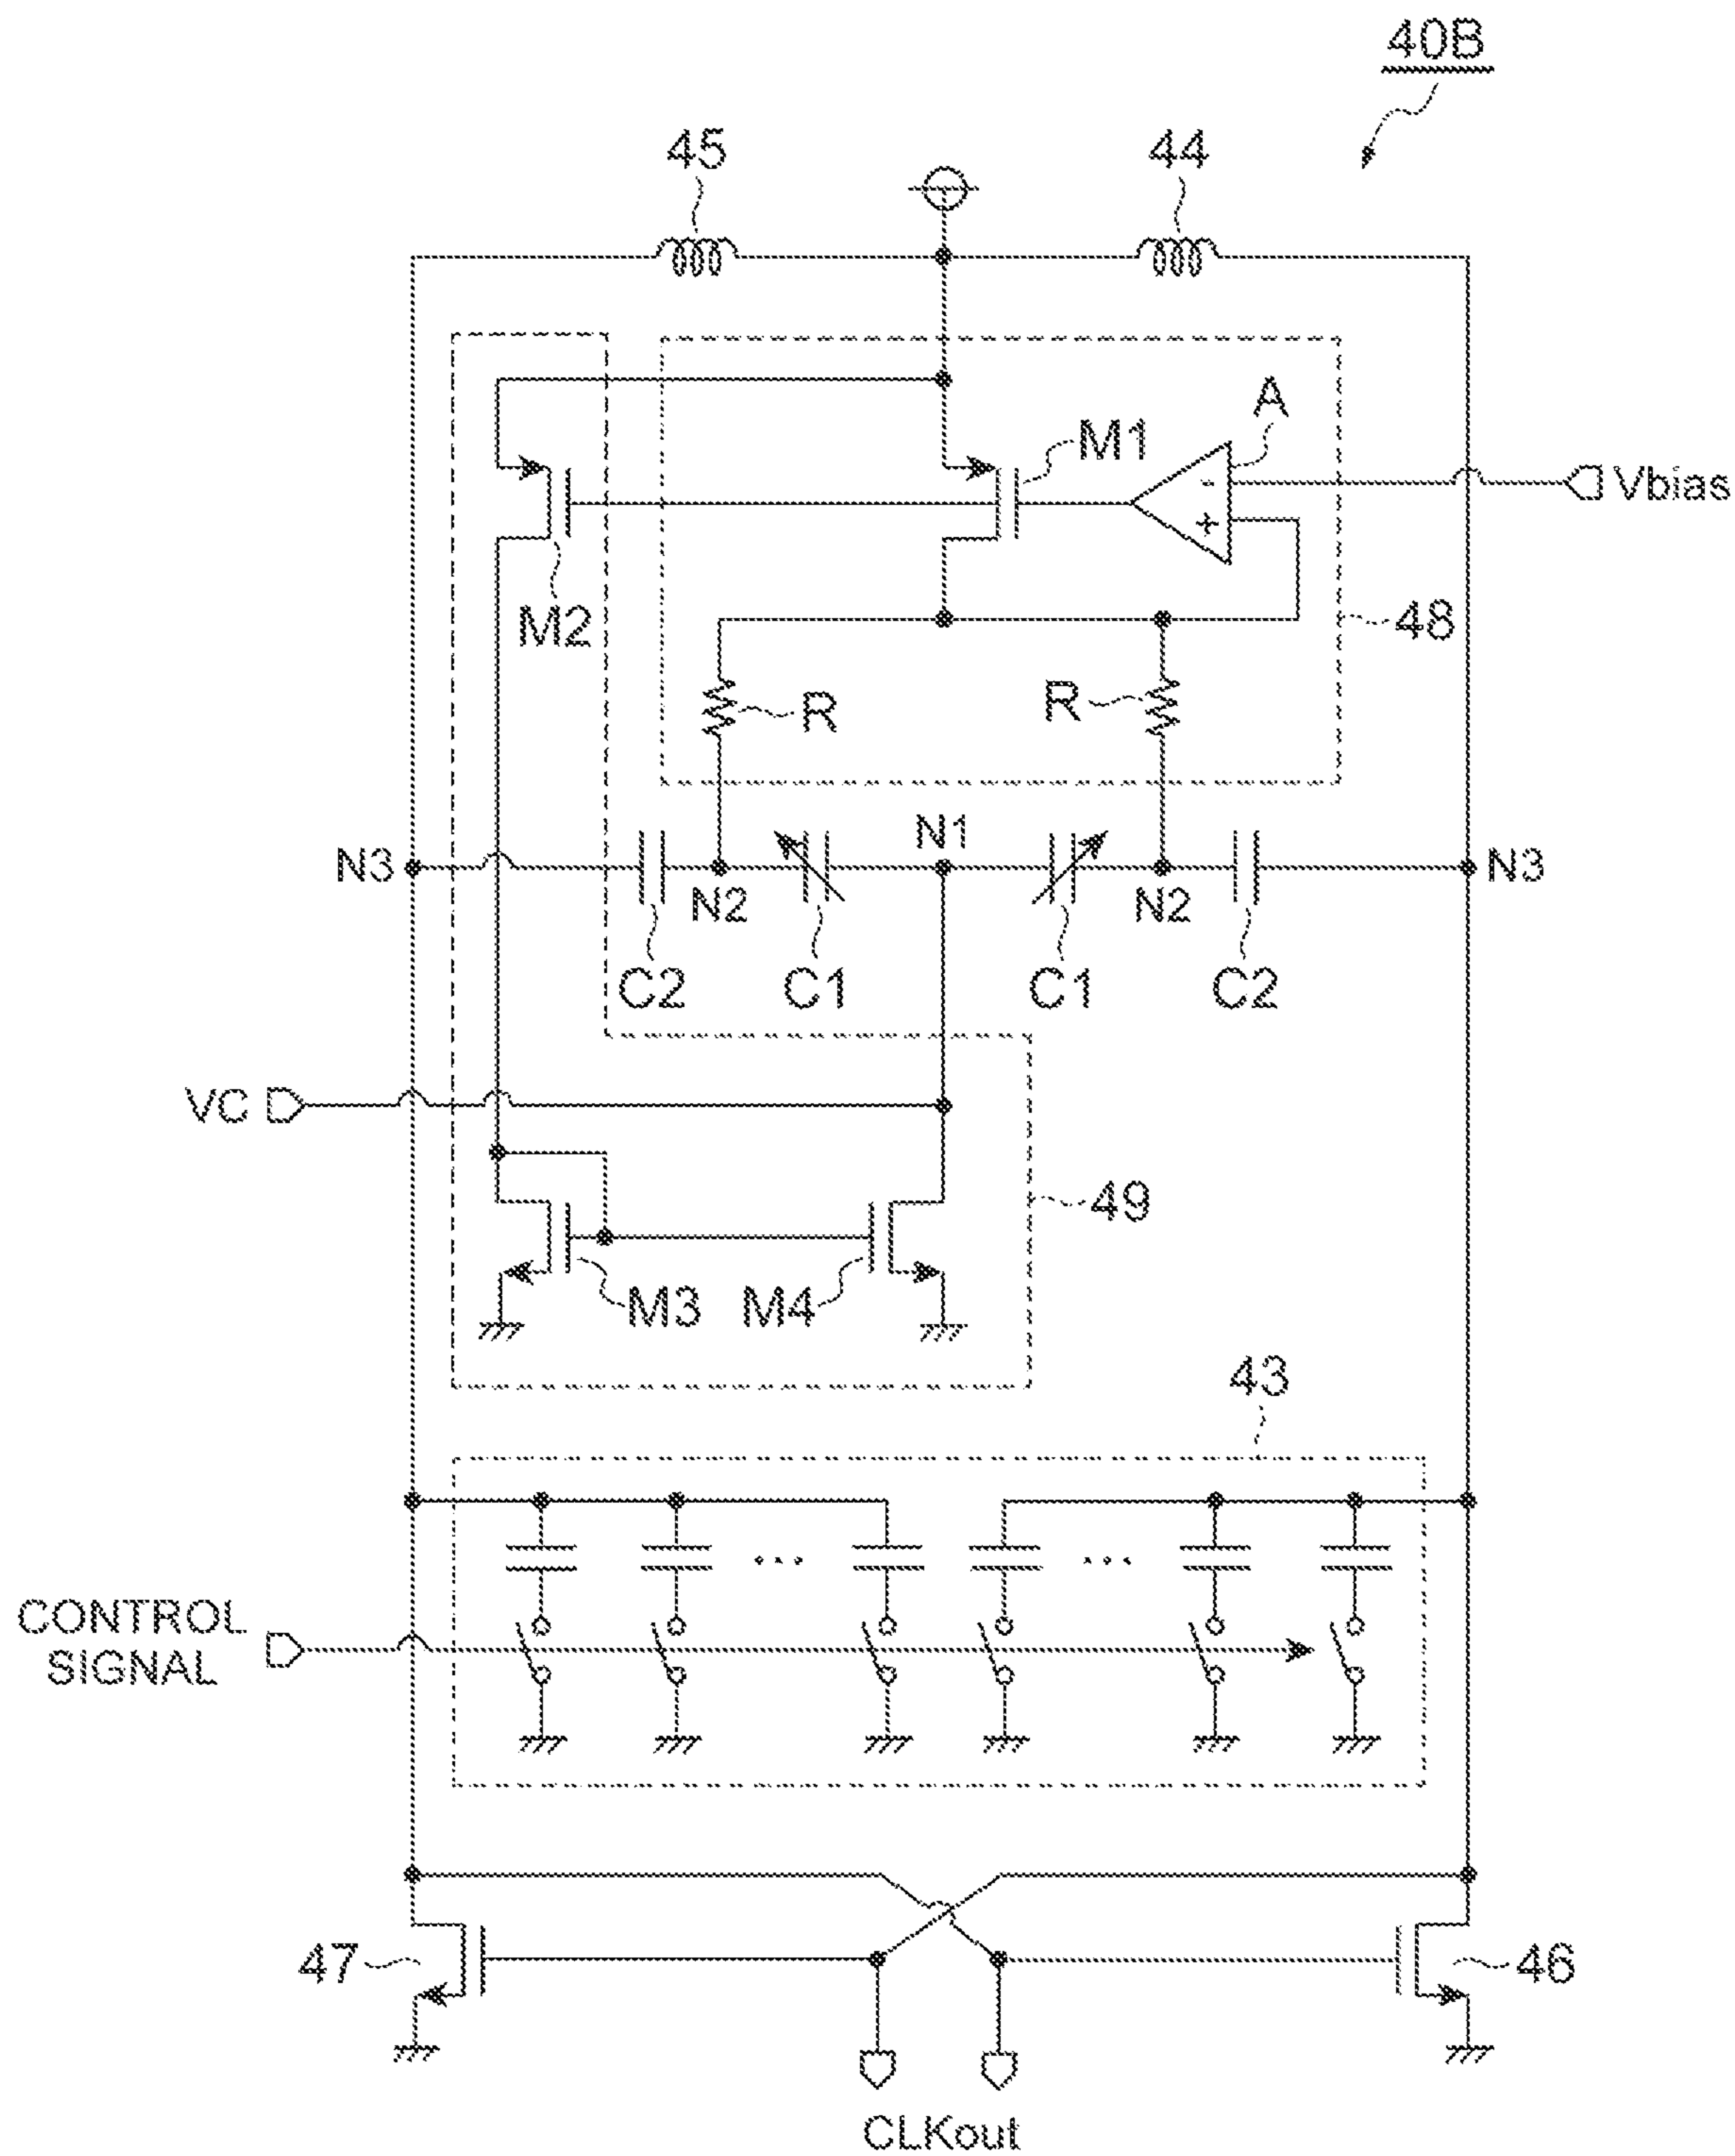 40B
45
44
A
M1
Vbias
-
+
M2
48
R
R
N1
N3
N3
N2
N2
C2
C1
C1
C2
VC
49
M3
M4
43
...
...
CONTROL
SIGNAL
47
46
CLKout